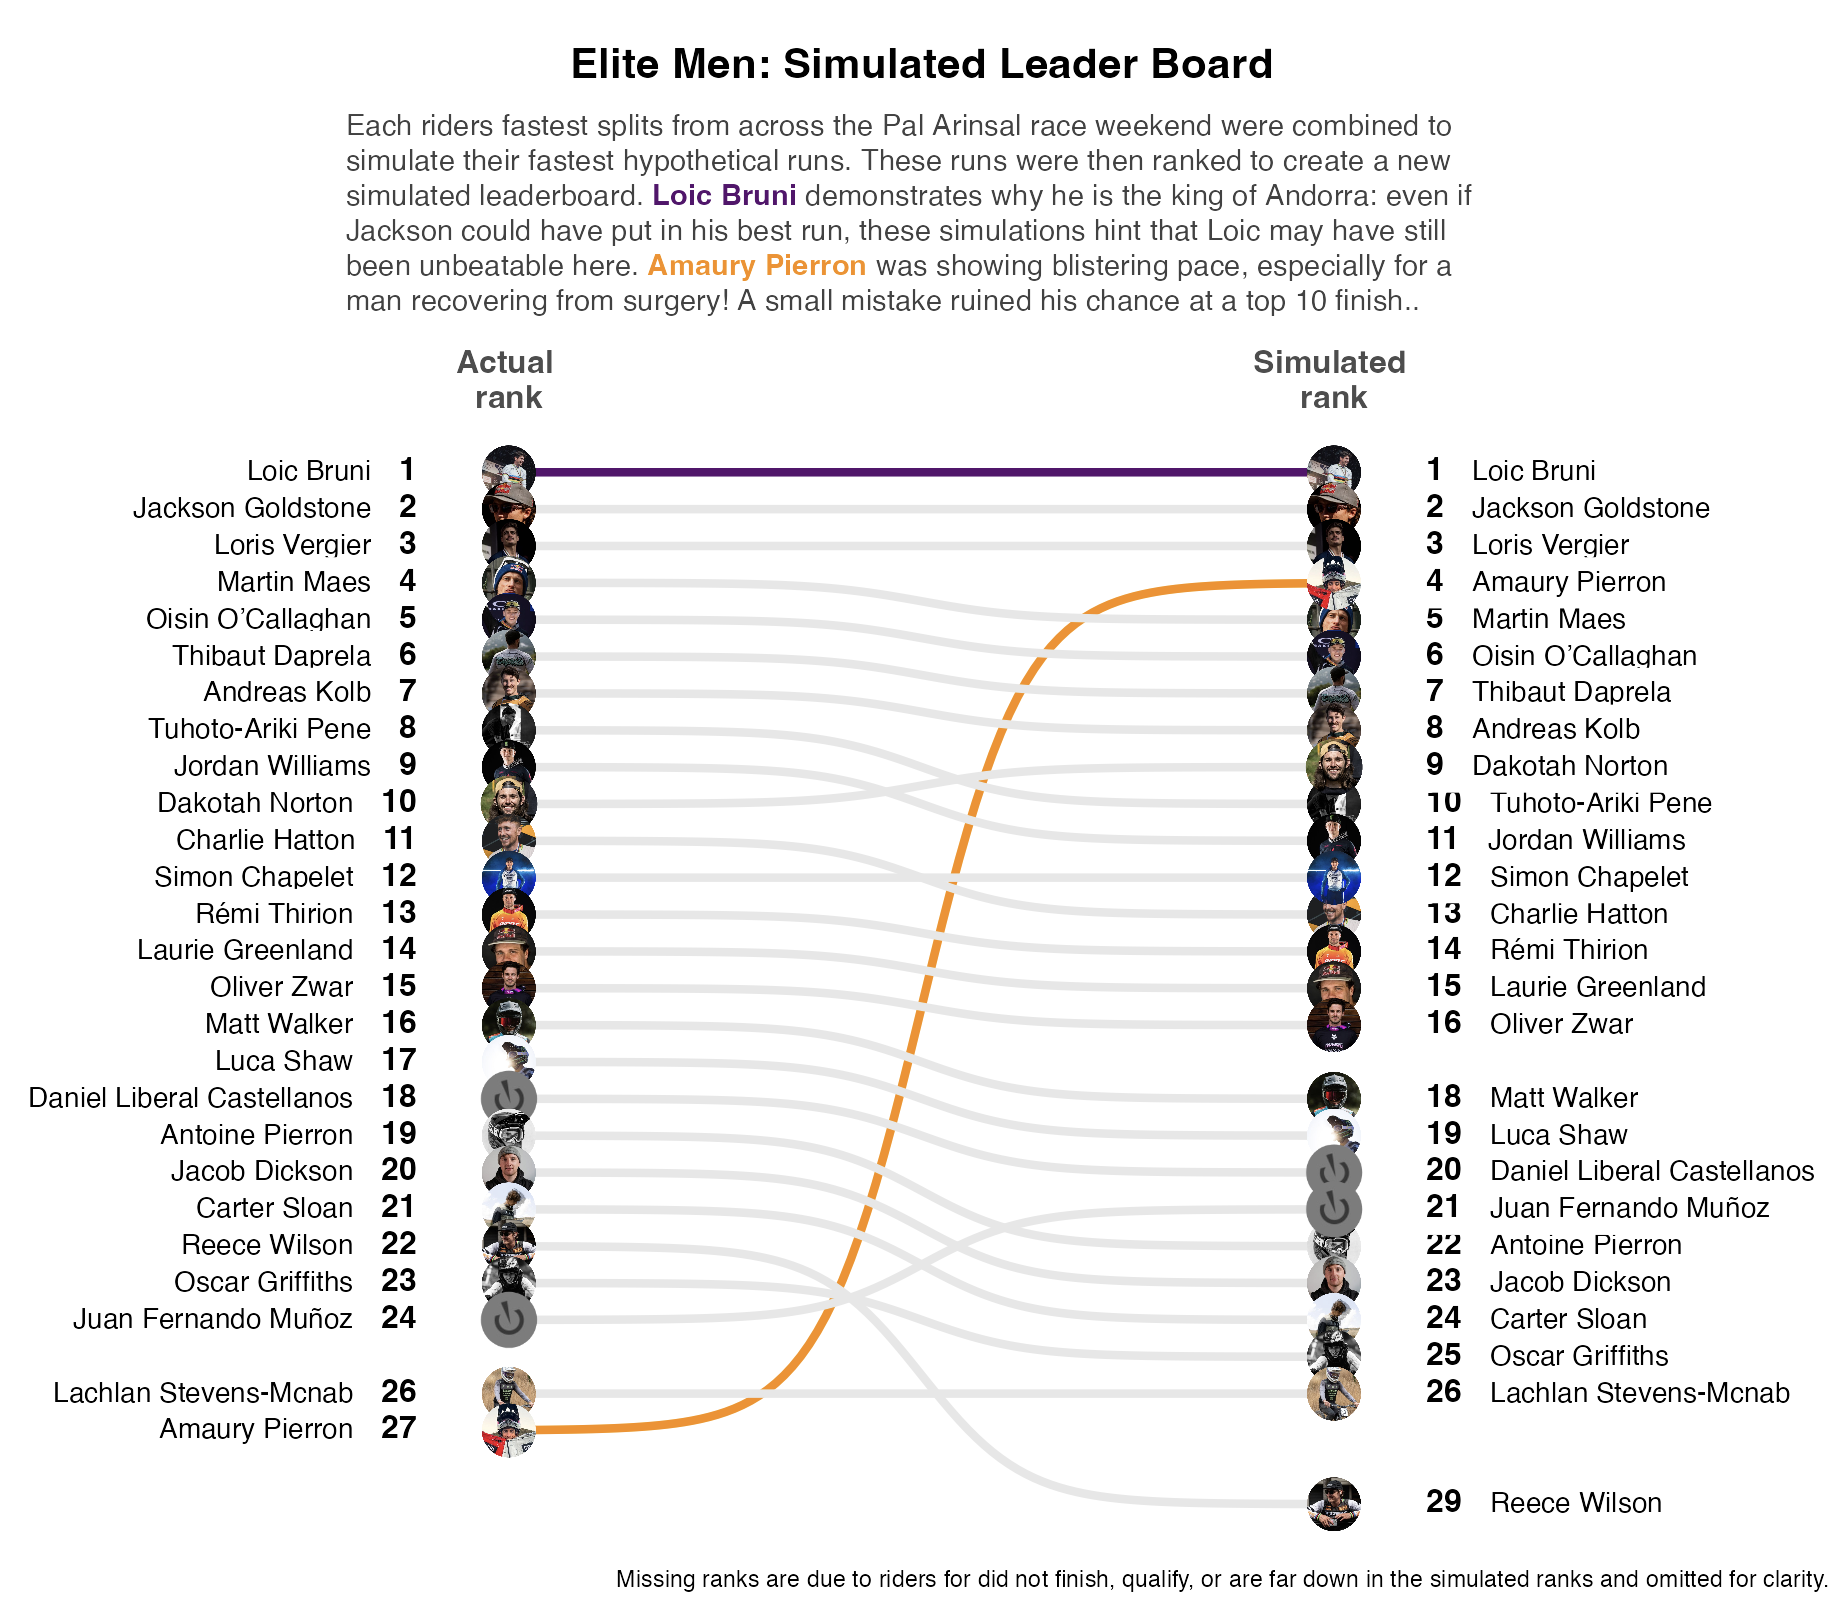 Elite Men: Simulated Leader Board
Each riders fastest splits from across the Pal Arinsal race weekend were combined to
simulate their fastest hypothetical runs. These runs were then ranked to create a new
simulated leaderboard. Loic Bruni demonstrates why he is the king of Andorra: even if
Jackson could have put in his best run, these simulations hint that Loic may have still
been unbeatable here. Amaury Pierron was showing blistering pace, especially for a
man recovering from surgery! A small mistake ruined his chance at a top 10 finish..
Actual rank
Simulated rank
Loic Bruni 1 1 Loic Bruni
Jackson Goldstone 2 2 Jackson Goldstone
Loris Vergier 3 3 Loris Vergier
Martin Maes 4 4 Amaury Pierron
Oisin O’Callaghan 5 5 Martin Maes
Thibaut Daprela 6 6 Oisin O’Callaghan
Andreas Kolb 7 7 Thibaut Daprela
Tuhoto-Ariki Pene 8 8 Andreas Kolb
Jordan Williams 9 9 Dakotah Norton
Dakotah Norton 10 10 Tuhoto-Ariki Pene
Charlie Hatton 11 11 Jordan Williams
Simon Chapelet 12 12 Simon Chapelet
Rémi Thirion 13 13 Charlie Hatton
Laurie Greenland 14 14 Rémi Thirion
Oliver Zwar 15 15 Laurie Greenland
Matt Walker 16 16 Oliver Zwar
Luca Shaw 17
Daniel Liberal Castellanos 18 18 Matt Walker
Antoine Pierron 19 19 Luca Shaw
Jacob Dickson 20 20 Daniel Liberal Castellanos
Carter Sloan 21 21 Juan Fernando Muñoz
Reece Wilson 22 22 Antoine Pierron
Oscar Griffiths 23 23 Jacob Dickson
Juan Fernando Muñoz 24 24 Carter Sloan
25 Oscar Griffiths
Lachlan Stevens-Mcnab 26 26 Lachlan Stevens-Mcnab
Amaury Pierron 27
29 Reece Wilson
Missing ranks are due to riders for did not finish, qualify, or are far down in the simulated ranks and omitted for clarity.